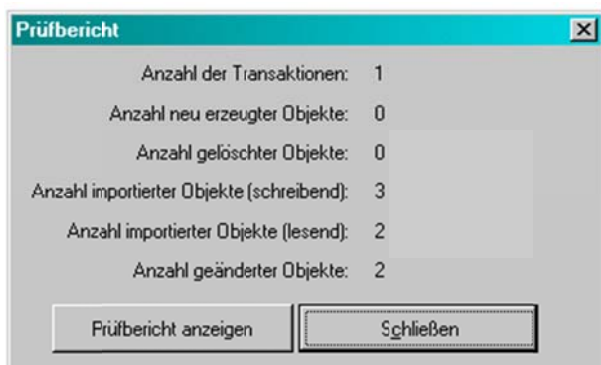 Prüfbericht
Anzahl der Transaktionen: 1
Anzahl neu erzeugter Objekte: 0
Anzahl gelöschter Objekte: 0
Anzahl importierter Objekte (schreibend): 3
Anzahl importierter Objekte (lesend): 2
Anzahl geänderter Objekte: 2
Prüfbericht anzeigen Schließen